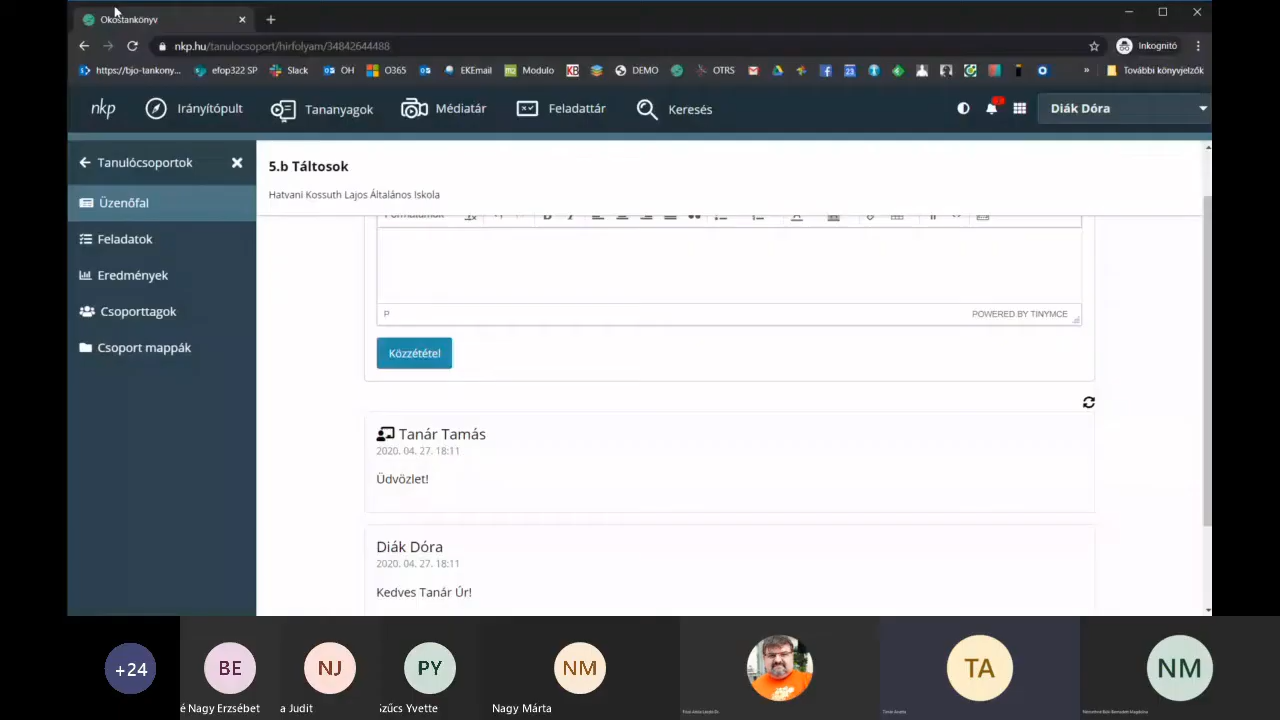 Okostankönyv
nkp.hu/tanulocsoport/hirfolyam/34842644488
Inkognitó
https://bjo-tankony...
efop322 SP
Slack
OH
O365
EKEmail
Modulo
DEMO
OTRS
»
További könyvjelzők
nkp
Irányítópult
Tananyagok
Médiatár
Feladattár
Keresés
Diák Dóra
Tanulócsoportok
Üzenőfal
Feladatok
Eredmények
Csoporttagok
Csoport mappák
5.b Táltosok
Hatvani Kossuth Lajos Általános Iskola
P
POWERED BY TINYMCE
Közzététel
Tanár Tamás
2020. 04. 27. 18:11
Üdvözlet!
Diák Dóra
2020. 04. 27. 18:11
Kedves Tanár Úr!
+24
BE
NJ
PY
NM
TA
NM
é Nagy Erzsébet
a Judit
szűcs Yvette
Nagy Márta